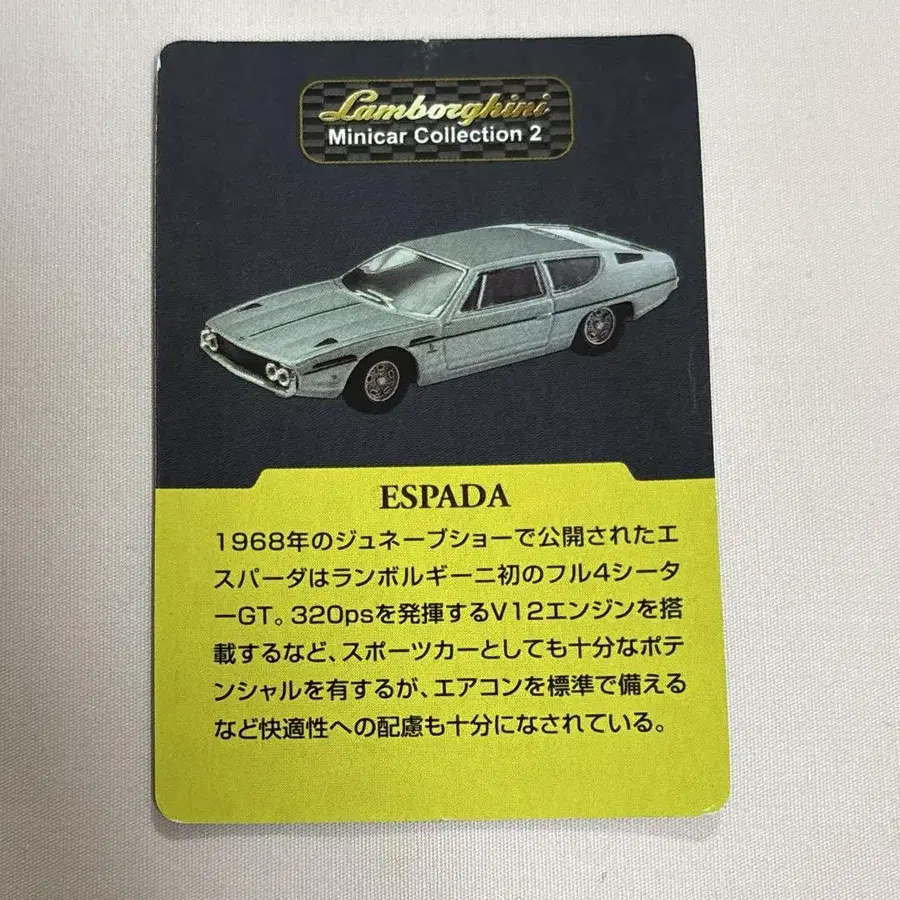 Lamborghini
Minicar Collection 2
ESPADA
1968年のジュネーブショーで公開されたエ
スパーダはランボルギーニ初のフル4シータ
ーGT。320psを発揮するV12エンジンを搭
載するなど、スポーツカーとしても十分なポテ
ンシャルを有するが、エアコンを標準で備える
など快適性への配慮も十分になされている。